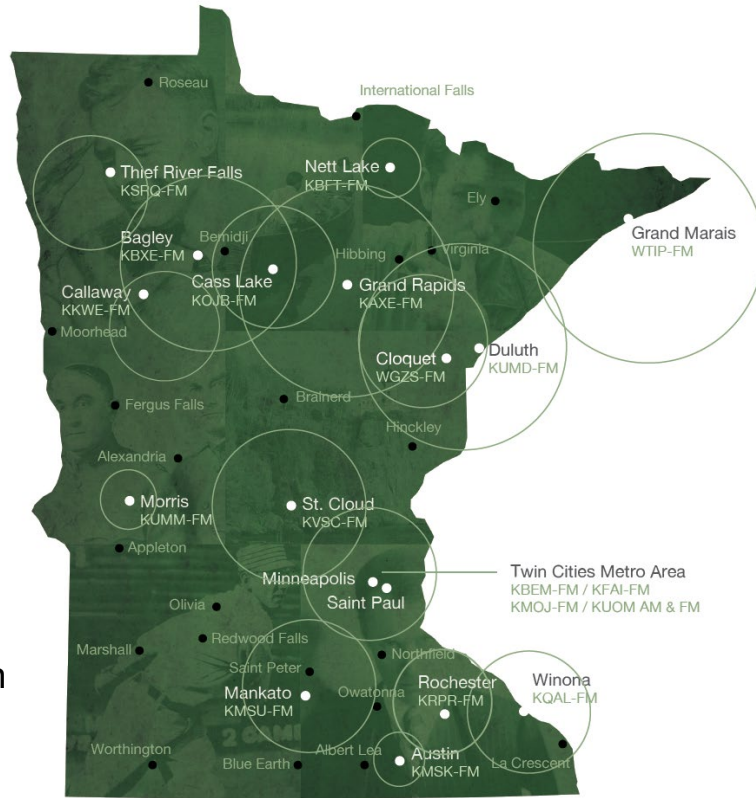 Roseau
International Falls
Thief River Falls
KSRQ-FM
Nett Lake
KBFT-FM
Ely
Grand Marais
WTIP-FM
Bagley
KBXE-FM
Bemidji
Hibbing
Virginia
Cass Lake
KOJB-FM
Grand Rapids
KAXE-FM
Callaway
KKWE-FM
Moorhead
Cloquet
WGZS-FM
Duluth
KUMD-FM
Fergus Falls
Brainerd
Hinckley
Alexandria
Morris
KUMM-FM
St. Cloud
KVSC-FM
Appleton
Minneapolis
Saint Paul
Twin Cities Metro Area
KBEM-FM / KFAI-FM
KMOJ-FM / KUOM AM & FM
Olivia
Redwood Falls
Marshall
Saint Peter
Northfield
n
Mankato
KMSU-FM
Owatonna
Rochester
KRPR-FM
Winona
KQAL-FM
Worthington
Blue Earth
Albert Lea
Austin
KMSK-FM
La Crescent
2 GAM